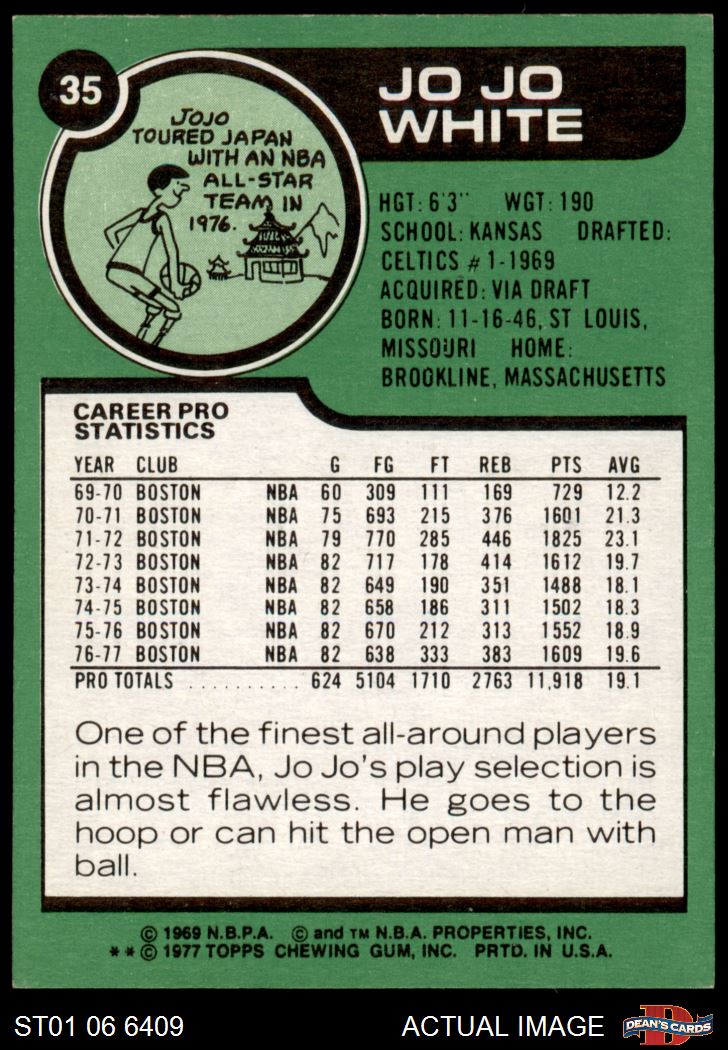 35
JO JO
WHITE
JOJO
TOURED JAPAN
WITH AN NBA
ALL-STAR
TEAM IN
1976.
HGT: 6'3" WGT: 190
SCHOOL: KANSAS DRAFTED:
CELTICS #1-1969
ACQUIRED: VIA DRAFT
BORN: 11-16-46, ST LOUIS,
MISSOURI HOME:
BROOKLINE, MASSACHUSETTS
CAREER PRO
STATISTICS
YEAR CLUB G FG FT REB PTS AVG
69-70 BOSTON NBA 60 309 111 169 729 12.2
70-71 BOSTON NBA 75 693 215 376 1601 21.3
71-72 BOSTON NBA 79 770 285 446 1825 23.1
72-73 BOSTON NBA 82 717 178 414 1612 19.7
73-74 BOSTON NBA 82 649 190 351 1488 18.1
74-75 BOSTON NBA 82 658 186 311 1502 18.3
75-76 BOSTON NBA 82 670 212 313 1552 18.9
76-77 BOSTON NBA 82 638 333 383 1609 19.6
PRO TOTALS .......... 624 5104 1710 2763 11,918 19.1
One of the finest all-around players
in the NBA, Jo Jo's play selection is
almost flawless. He goes to the
hoop or can hit the open man with
ball.
© 1969 N.B.P.A. © and TM N.B.A. PROPERTIES, INC.
** © 1977 TOPPS CHEWING GUM, INC. PRTD. IN U.S.A.
ST01 06 6409 ACTUAL IMAGE
D
DEAN'S CARDS